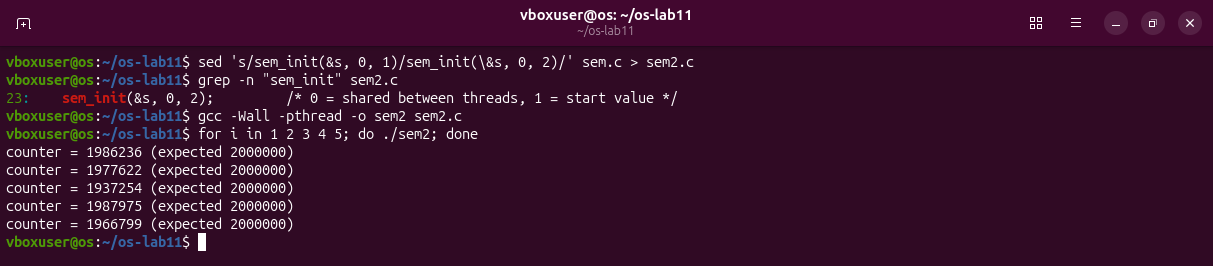 vboxuser@os: ~/os-lab11
~/os-lab11
vboxuser@os:~/os-lab11$ sed 's/sem_init(&s, 0, 1)/sem_init(\&s, 0, 2)/' sem.c > sem2.c
vboxuser@os:~/os-lab11$ grep -n "sem_init" sem2.c
23:    sem_init(&s, 0, 2);         /* 0 = shared between threads, 1 = start value */
vboxuser@os:~/os-lab11$ gcc -Wall -pthread -o sem2 sem2.c
vboxuser@os:~/os-lab11$ for i in 1 2 3 4 5; do ./sem2; done
counter = 1986236 (expected 2000000)
counter = 1977622 (expected 2000000)
counter = 1937254 (expected 2000000)
counter = 1987975 (expected 2000000)
counter = 1966799 (expected 2000000)
vboxuser@os:~/os-lab11$